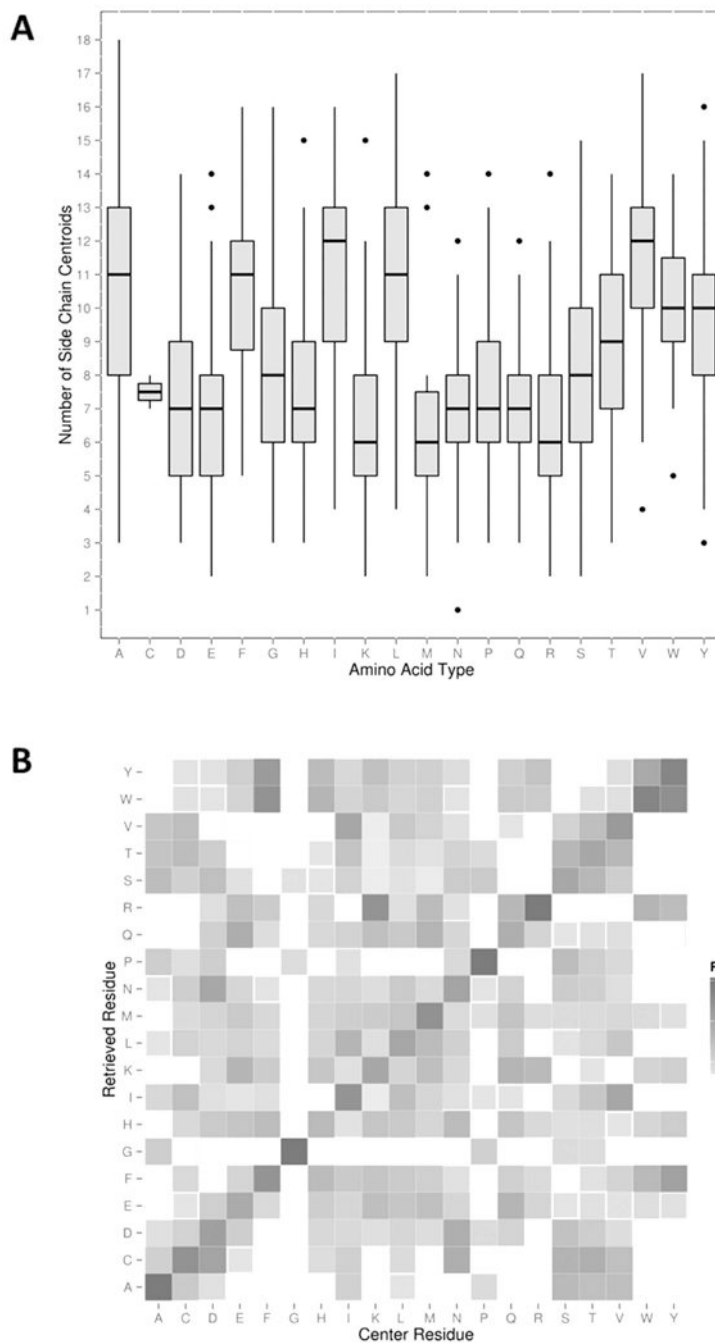 A
Number of Side Chain Centroids
18
17
16
15
14
13
12
11
10
9
8
7
6
5
4
3
2
1
A C D E F G H I K L M N P Q R S T V W Y
Amino Acid Type
B
Retrieved Residue
Y
W
V
T
S
R
Q
P
N
M
L
K
I
H
G
F
E
D
C
A
A C D E F G H I K L M N P Q R S T V W Y
Center Residue